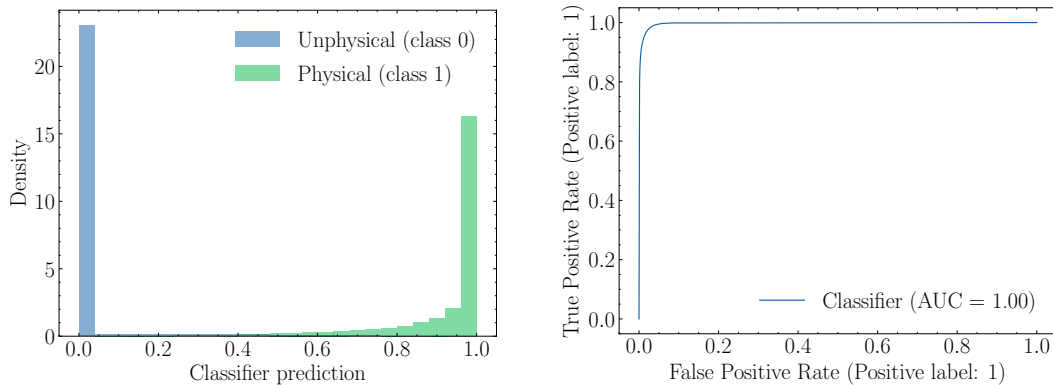 Unphysical (class 0)
Physical (class 1)
Density
20
15
10
5
0
0.0 0.2 0.4 0.6 0.8 1.0
Classifier prediction
True Positive Rate (Positive label: 1)
1.0
0.8
0.6
0.4
0.2
0.0
Classifier (AUC = 1.00)
0.0 0.2 0.4 0.6 0.8 1.0
False Positive Rate (Positive label: 1)